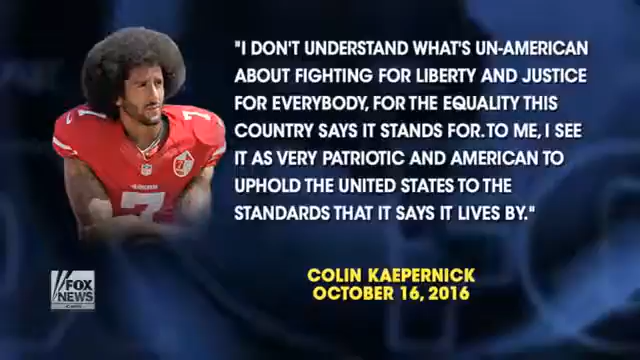 "I DON'T UNDERSTAND WHAT'S UN-AMERICAN
ABOUT FIGHTING FOR LIBERTY AND JUSTICE
FOR EVERYBODY, FOR THE EQUALITY THIS
COUNTRY SAYS IT STANDS FOR. TO ME, I SEE
IT AS VERY PATRIOTIC AND AMERICAN TO
UPHOLD THE UNITED STATES TO THE
STANDARDS THAT IT SAYS IT LIVES BY."
7 7
49ERS
7
COLIN KAEPERNICK
OCTOBER 16, 2016
FOX
NEWS